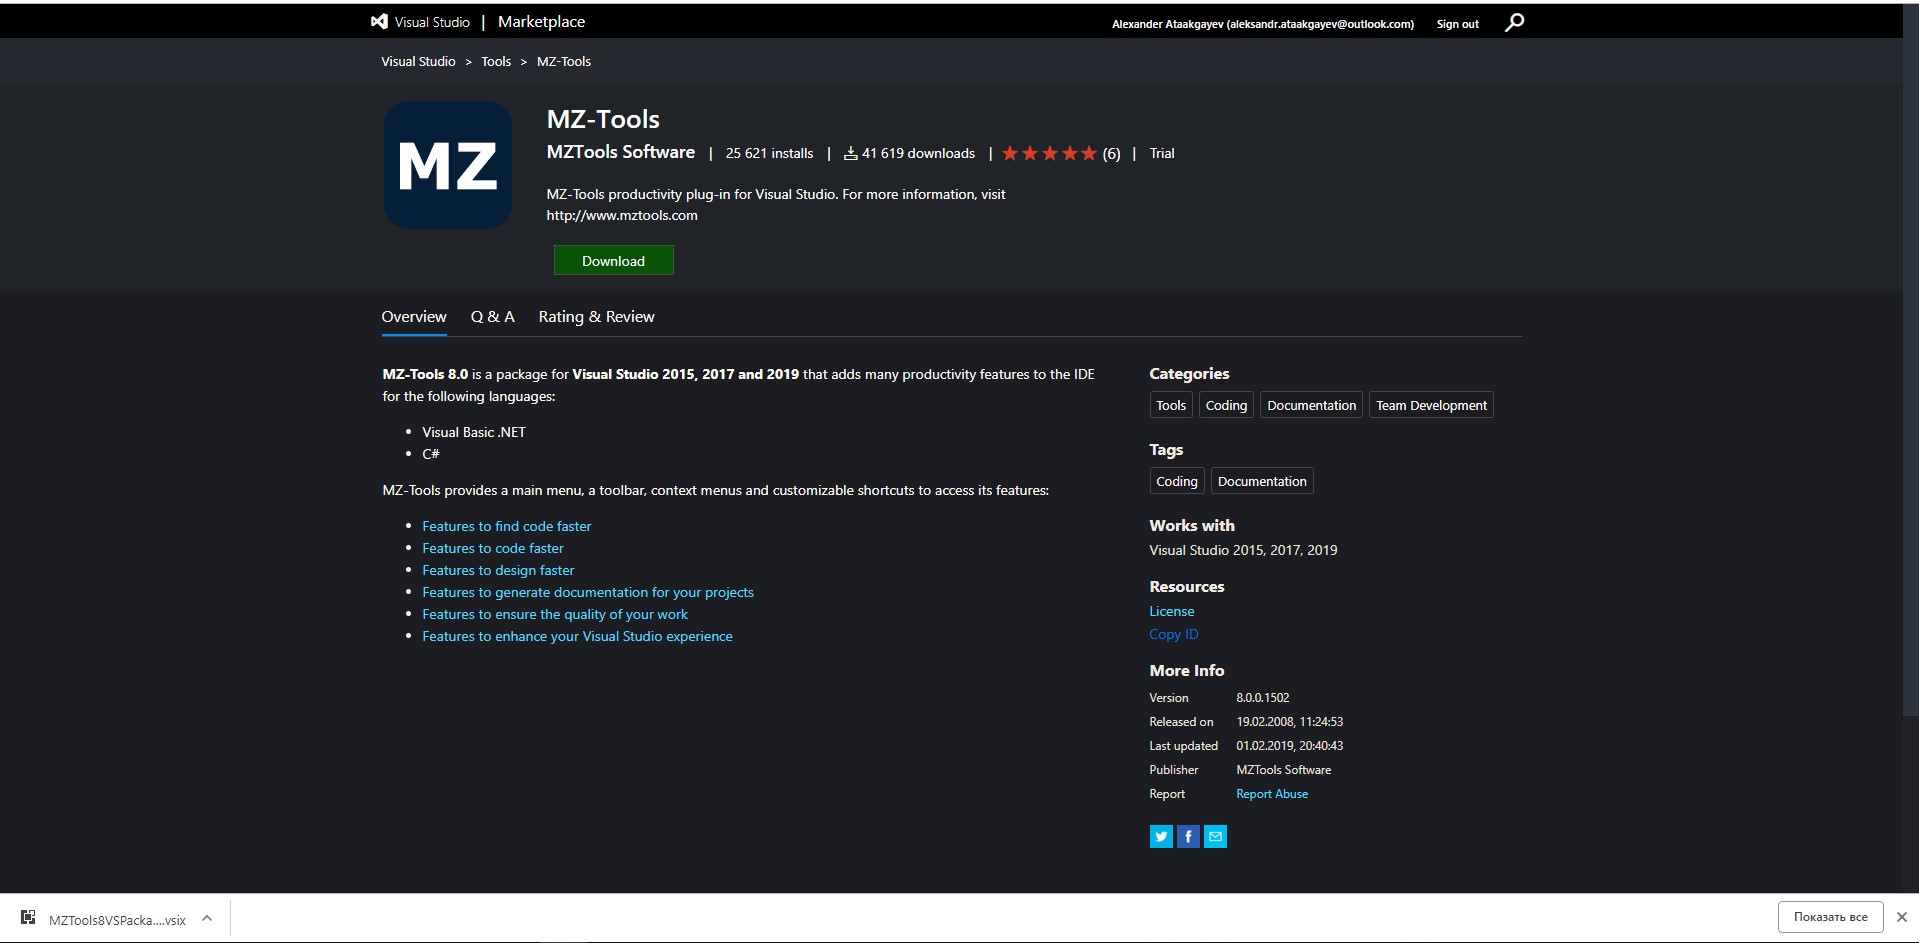 Visual Studio | Marketplace
Alexander Ataakgayev (aleksandr.ataakgayev@outlook.com) Sign out
Visual Studio > Tools > MZ-Tools
MZ
MZ-Tools
MZTools Software | 25 621 installs | 41 619 downloads | (6) | Trial
MZ-Tools productivity plug-in for Visual Studio. For more information, visit
http://www.mztools.com
Download
Overview Q & A Rating & Review
MZ-Tools 8.0 is a package for Visual Studio 2015, 2017 and 2019 that adds many productivity features to the IDE
for the following languages:
• Visual Basic .NET
• C#
MZ-Tools provides a main menu, a toolbar, context menus and customizable shortcuts to access its features:
• Features to find code faster
• Features to code faster
• Features to design faster
• Features to generate documentation for your projects
• Features to ensure the quality of your work
• Features to enhance your Visual Studio experience
Categories
Tools Coding Documentation Team Development
Tags
Coding Documentation
Works with
Visual Studio 2015, 2017, 2019
Resources
License
Copy ID
More Info
Version 8.0.0.1502
Released on 19.02.2008, 11:24:53
Last updated 01.02.2019, 20:40:43
Publisher MZTools Software
Report Report Abuse
MZTools8VSPacka....vsix
Показать все